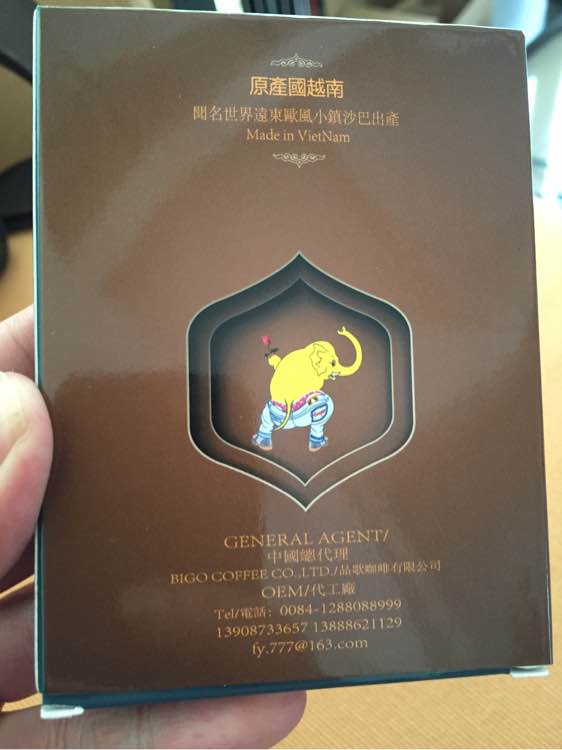 原產國越南
聞名世界遠東歐風小鎮沙巴出產
Made in VietNam
GENERAL AGENT/
中國總代理
BIGO COFFEE CO.,LTD./品歌咖啡有限公司
OEM/代工廠
Tel/電話: 0084-1288088999
13908733657 13888621129
fy.777@163.com